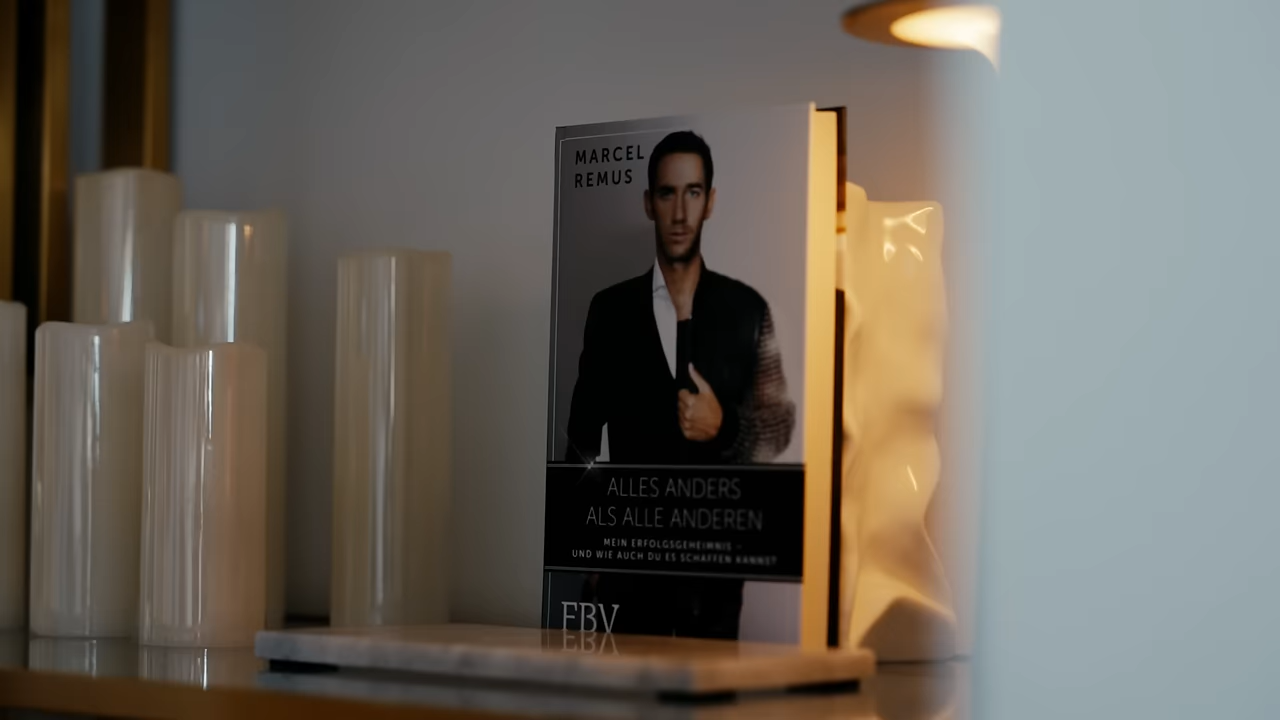 MARCEL
REMUS
ALLES ANDERS
ALS ALLE ANDEREN
MEIN ERFOLGSGEHEIMNIS –
UND WIE AUCH DU ES SCHAFFEN KANNST
FBV